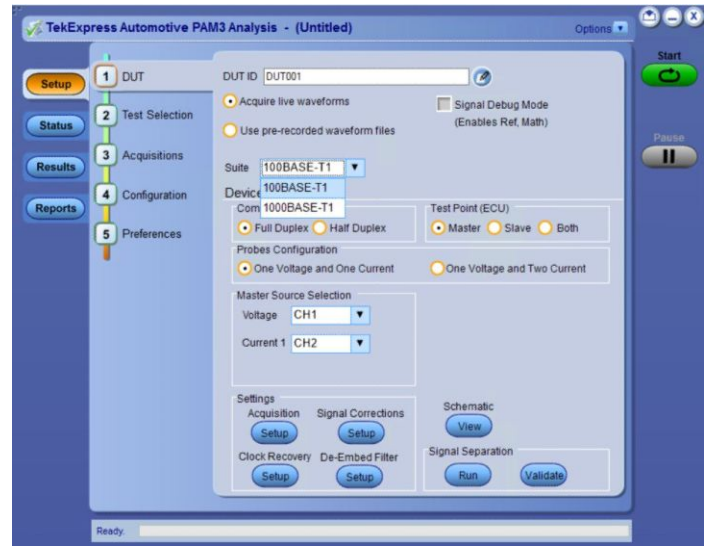 TekExpress Automotive PAM3 Analysis - (Untitled)
Options
Start
Pause
Setup
Status
Results
Reports
1 DUT
2 Test Selection
3 Acquisitions
4 Configuration
5 Preferences
DUT ID DUT001
Acquire live waveforms
Signal Debug Mode
(Enables Ref, Math)
Use pre-recorded waveform files
Suite 100BASE-T1
100BASE-T1
1000BASE-T1
Device
Com
Full Duplex Half Duplex
Test Point (ECU)
Master Slave Both
Probes Configuration
One Voltage and One Current One Voltage and Two Current
Master Source Selection
Voltage CH1
Current 1 CH2
Settings
Acquisition Signal Corrections
Setup Setup
Clock Recovery De-Embed Filter
Setup Setup
Schematic
View
Signal Separation
Run Validate
Ready.